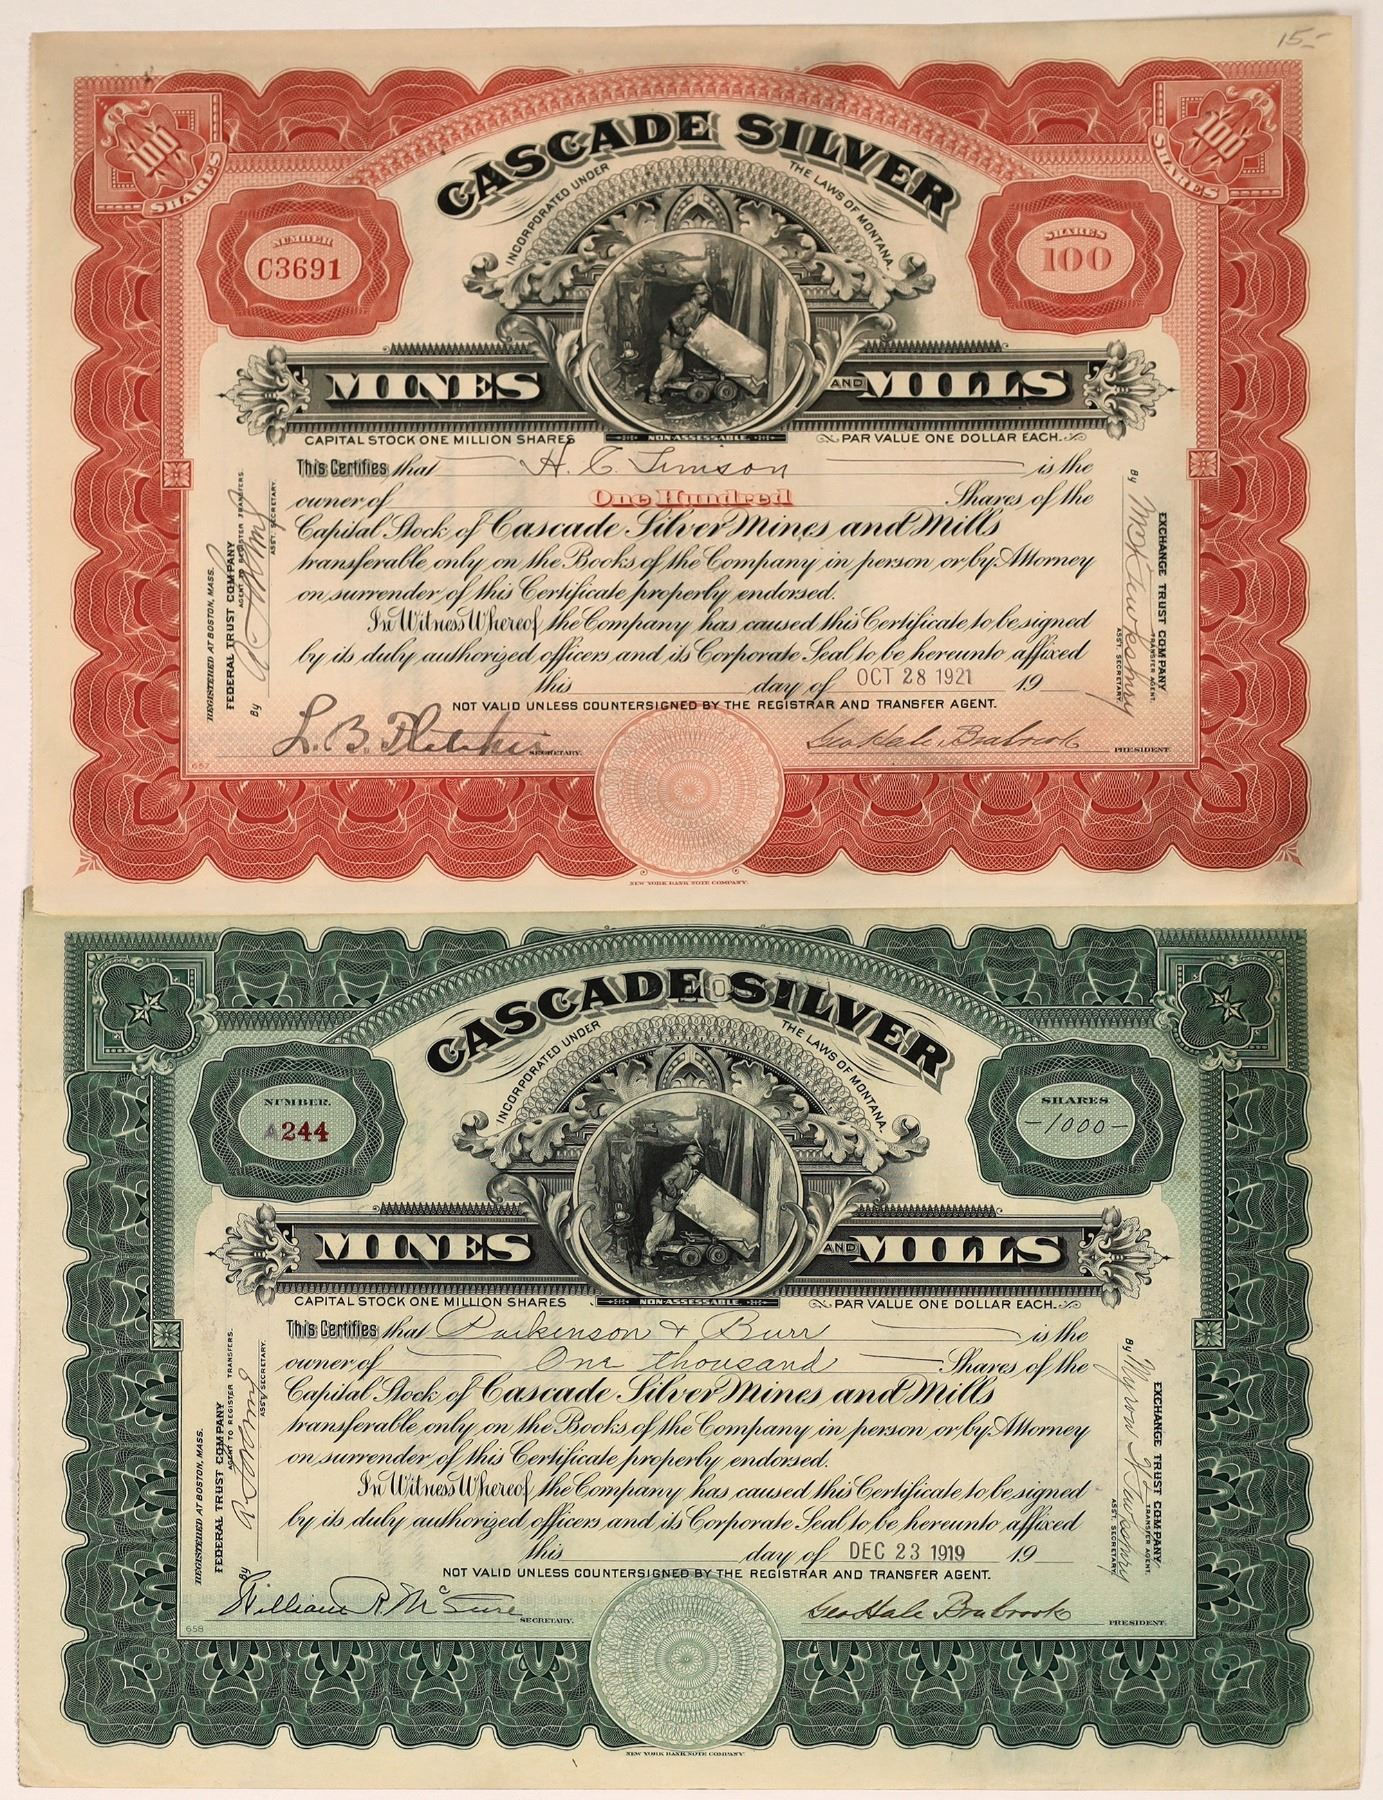 15-
100
SHARES
100
SHARES
CASCADE SILVER
INCORPORATED UNDER THE LAWS OF MONTANA.
NUMBER
C3691
SHARES
100
MINES AND MILLS
CAPITAL STOCK ONE MILLION SHARES
NON-ASSESSABLE.
PAR VALUE ONE DOLLAR EACH.
This Certifies that H. C. Timson is the
owner of One Hundred Shares of the
Capital Stock of Cascade Silver Mines and Mills
transferable only on the Books of the Company in person or by Attorney
on surrender of this Certificate properly endorsed.
In Witness Whereof, the Company has caused this Certificate to be signed
by its duly authorized officers and its Corporate Seal to be hereunto affixed
this day of OCT 28 1921 19
NOT VALID UNLESS COUNTERSIGNED BY THE REGISTRAR AND TRANSFER AGENT.
L. B. Fletcher SECRETARY.
Geo Hale Brabrook PRESIDENT.
REGISTERED AT BOSTON, MASS.
FEDERAL TRUST COMPANY
AGENT TO REGISTER TRANSFERS.
By
ASST. SECRETARY.
EXCHANGE TRUST COMPANY
TRANSFER AGENT.
By Tewksbury
ASST. SECRETARY
657
NEW YORK BANK NOTE COMPANY.
CASCADE SILVER
INCORPORATED UNDER THE LAWS OF MONTANA.
NUMBER.
A244
SHARES
-1000-
MINES AND MILLS
CAPITAL STOCK ONE MILLION SHARES
NON-ASSESSABLE.
PAR VALUE ONE DOLLAR EACH.
This Certifies that Parkinson & Burr is the
owner of One thousand Shares of the
Capital Stock of Cascade Silver Mines and Mills
transferable only on the Books of the Company in person or by Attorney
on surrender of this Certificate properly endorsed.
In Witness Whereof, the Company has caused this Certificate to be signed
by its duly authorized officers and its Corporate Seal to be hereunto affixed
this day of DEC 23 1919 19
NOT VALID UNLESS COUNTERSIGNED BY THE REGISTRAR AND TRANSFER AGENT.
William R. McClure SECRETARY.
Geo Hale Brabrook PRESIDENT.
REGISTERED AT BOSTON, MASS.
FEDERAL TRUST COMPANY
AGENT TO REGISTER TRANSFERS.
By
ASS'T SECRETARY.
EXCHANGE TRUST COMPANY
TRANSFER AGENT.
By Myron Tewksbury
ASST. SECRETARY
658
NEW YORK BANK NOTE COMPANY.